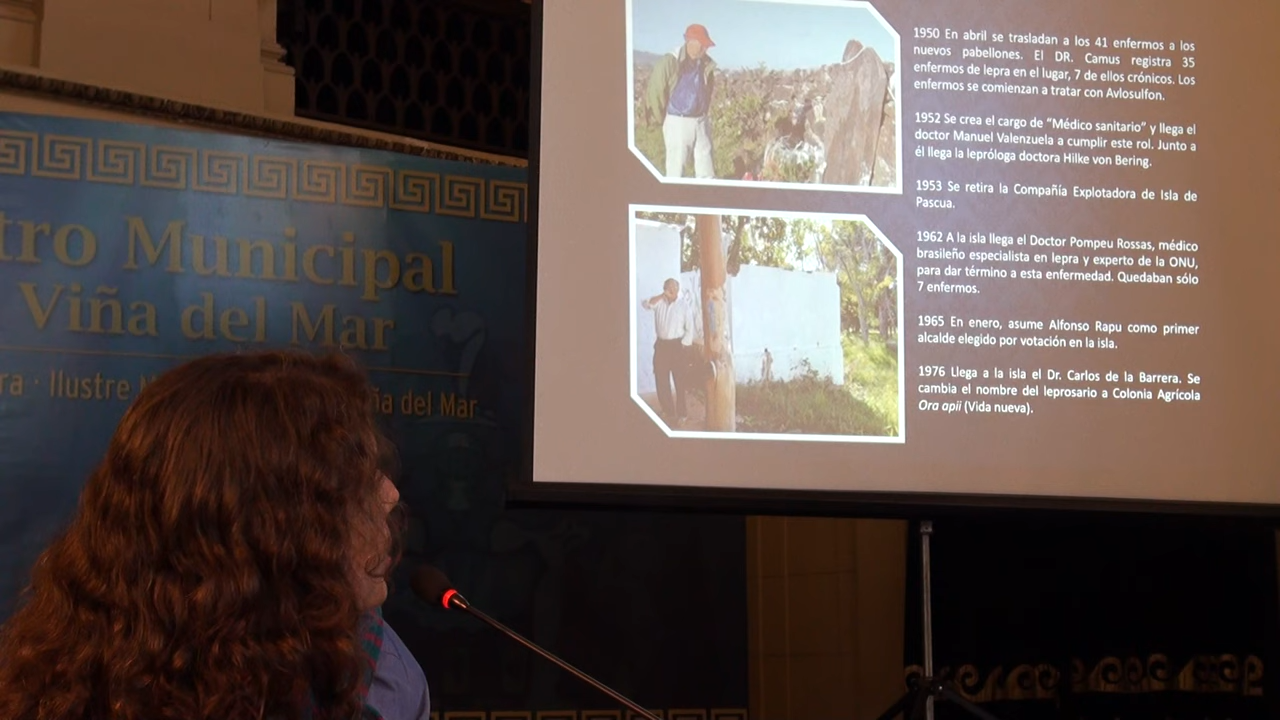 tro Municipal
Viña del Mar
ra · Ilustre
ña del Mar
1950 En abril se trasladan a los 41 enfermos a los
nuevos pabellones. El DR. Camus registra 35
enfermos de lepra en el lugar, 7 de ellos crónicos. Los
enfermos se comienzan a tratar con Avlosulfon.
1952 Se crea el cargo de “Médico sanitario” y llega el
doctor Manuel Valenzuela a cumplir este rol. Junto a
él llega la lepróloga doctora Hilke von Bering.
1953 Se retira la Compañía Explotadora de Isla de
Pascua.
1962 A la isla llega el Doctor Pompeu Rossas, médico
brasileño especialista en lepra y experto de la ONU,
para dar término a esta enfermedad. Quedaban sólo
7 enfermos.
1965 En enero, asume Alfonso Rapu como primer
alcalde elegido por votación en la isla.
1976 Llega a la isla el Dr. Carlos de la Barrera. Se
cambia el nombre del leprosario a Colonia Agrícola
Ora apii (Vida nueva).